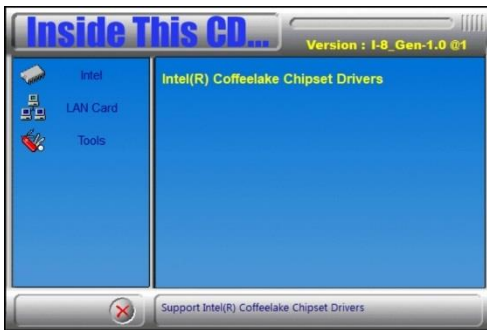 Inside This CD...
Version : I-8_Gen-1.0 @1
Intel
LAN Card
Tools
Intel(R) Coffeelake Chipset Drivers
Support Intel(R) Coffeelake Chipset Drivers